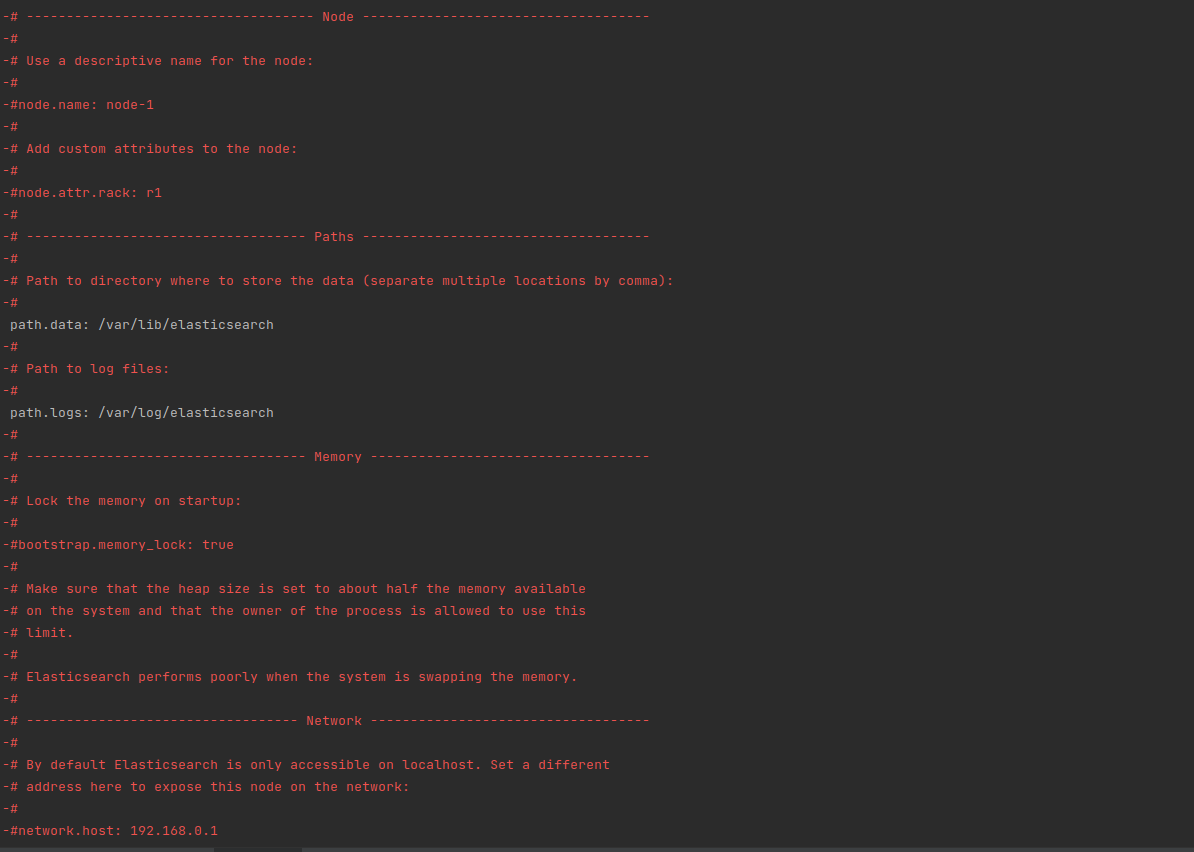 -# ------------------------------------ Node ------------------------------------
-#
-# Use a descriptive name for the node:
-#
-#node.name: node-1
-#
-# Add custom attributes to the node:
-#
-#node.attr.rack: r1
-#
-# ----------------------------------- Paths ------------------------------------
-#
-# Path to directory where to store the data (separate multiple locations by comma):
-#
 path.data: /var/lib/elasticsearch
-#
-# Path to log files:
-#
 path.logs: /var/log/elasticsearch
-#
-# ----------------------------------- Memory -----------------------------------
-#
-# Lock the memory on startup:
-#
-#bootstrap.memory_lock: true
-#
-# Make sure that the heap size is set to about half the memory available
-# on the system and that the owner of the process is allowed to use this
-# limit.
-#
-# Elasticsearch performs poorly when the system is swapping the memory.
-#
-# ---------------------------------- Network -----------------------------------
-#
-# By default Elasticsearch is only accessible on localhost. Set a different
-# address here to expose this node on the network:
-#
-#network.host: 192.168.0.1